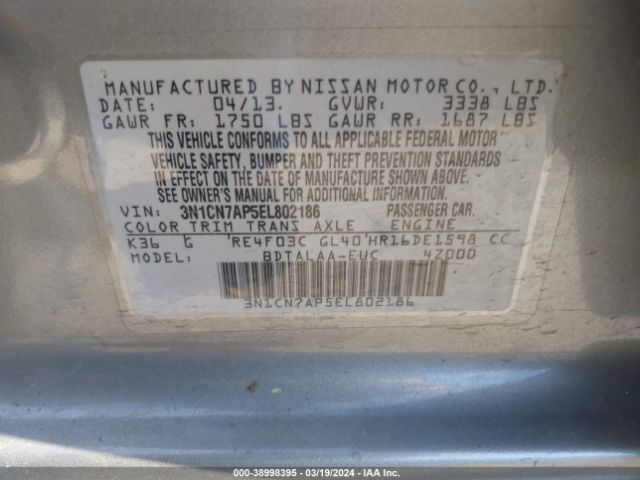 MANUFACTURED BY NISSAN MOTOR CO., LTD.
DATE: 04/13. GVWR: 3338 LBS
GAWR FR: 1750 LBS GAWR RR: 1687 LBS
THIS VEHICLE CONFORMS TO ALL APPLICABLE FEDERAL MOTOR
VEHICLE SAFETY, BUMPER AND THEFT PREVENTION STANDARDS
IN EFFECT ON THE DATE OF MANUFACTURE SHOWN ABOVE.
SEE OWNER'S MANUAL FOR ADDITIONAL INFORMATION.
VIN: 3N1CN7AP5EL802186 PASSENGER CAR.
COLOR TRIM TRANS AXLE ENGINE
K36 G RE4F03C GL40 HR16DE1598 CC
MODEL: BDTALAA-EUC 4Z000
3N1CN7AP5EL802186
000-38998395 - 03/19/2024 - IAA Inc.